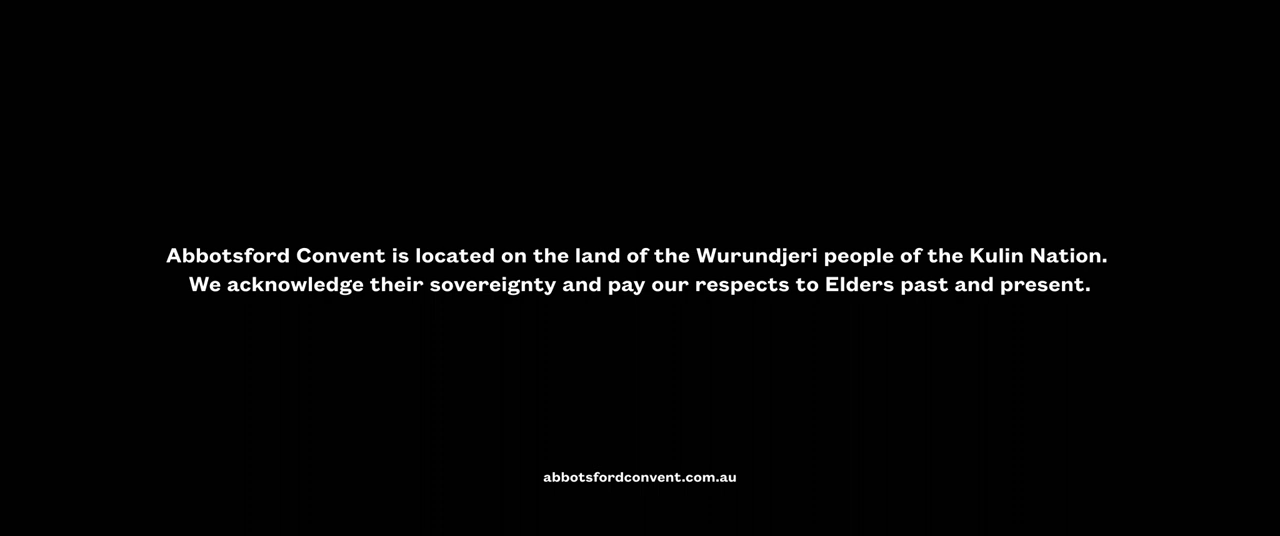 Abbotsford Convent is located on the land of the Wurundjeri people of the Kulin Nation.
We acknowledge their sovereignty and pay our respects to Elders past and present.
abbotsfordconvent.com.au